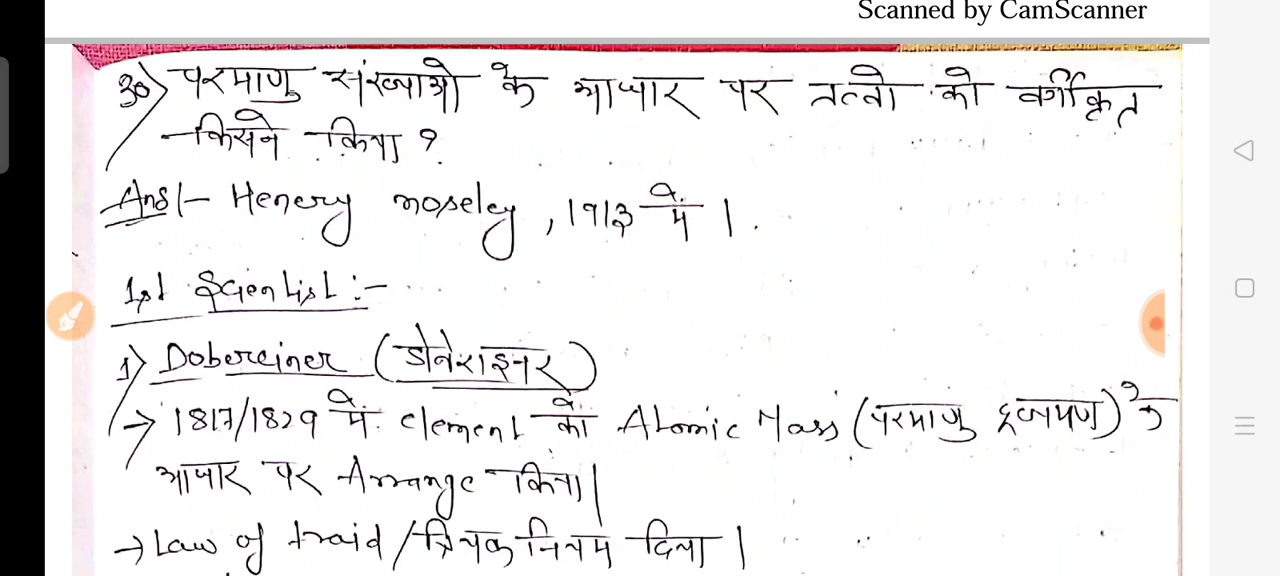 Scanned by CamScanner
30) परमाणु संख्याओ के आधार पर तत्वो को वर्गीकृत
किसने किया ?
Ans:- Henery moseley, 1913 में ।
1st Scientist :-
1) Dobereiner (डोबेराइनर)
→ 1817/1829 में element को Atomic Mass (परमाणु द्रव्यमान) के
आधार पर Arrange किया|
→ Law of traid / त्रियक नियम दिया ।